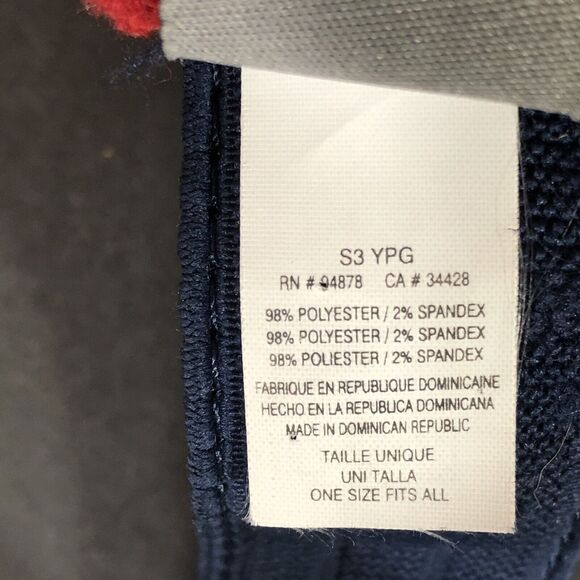 S3 YPG
RN # 94878 CA # 34428
98% POLYESTER / 2% SPANDEX
98% POLYESTER / 2% SPANDEX
98% POLIESTER / 2% SPANDEX
FABRIQUE EN REPUBLIQUE DOMINICAINE
HECHO EN LA REPUBLICA DOMINICANA
MADE IN DOMINICAN REPUBLIC
TAILLE UNIQUE
UNI TALLA
ONE SIZE FITS ALL